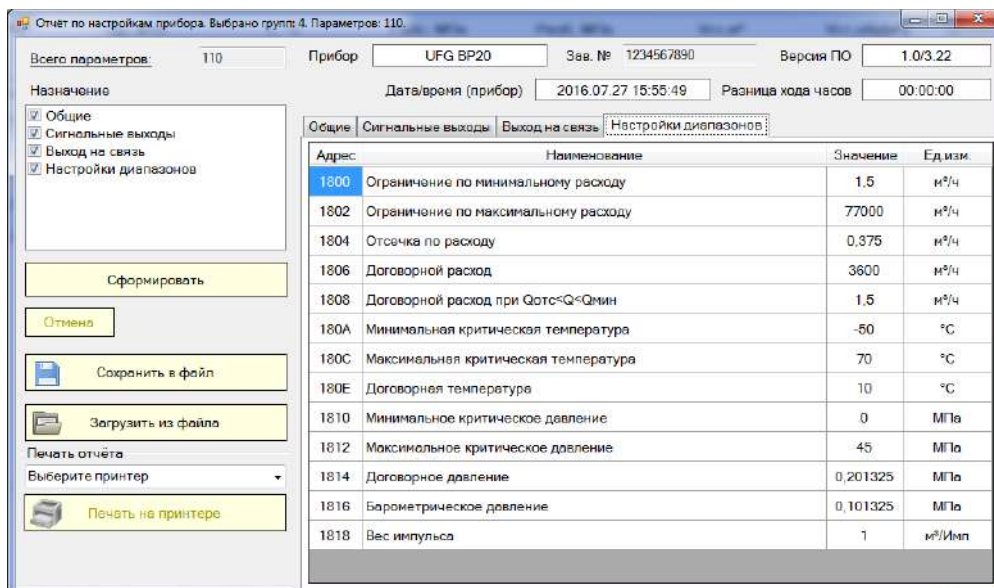 Отчет по настройкам прибора. Выбрано групп: 4. Параметров: 110.
Всего параметров: 110
Прибор UFG BP20 Зав. № 1234567890 Версия ПО 1.0/3.22
Назначение
Дата/время (прибор) 2016.07.27 15:55:49 Разница хода часов 00:00:00
Общие
Сигнальные выходы
Выход на связь
Настройки диапазонов
Сформировать
Отмена
Сохранить в файл
Загрузить из файла
Печать отчёта
Выберите принтер
Печать на принтере
Общие Сигнальные выходы Выход на связь Настройки диапазонов
Адрес Наименование Значение Ед.изм.
1800 Ограничение по минимальному расходу 1,5 м³/ч
1802 Ограничение по максимальному расходу 77000 м³/ч
1804 Отсечка по расходу 0,375 м³/ч
1806 Договорной расход 3600 м³/ч
1808 Договорной расход при Qотс<Q<Qмин 1,5 м³/ч
180A Минимальная критическая температура -50 °C
180C Максимальная критическая температура 70 °C
180E Договорная температура 10 °C
1810 Минимальное критическое давление 0 МПа
1812 Максимальное критическое давление 45 МПа
1814 Договорное давление 0,201325 МПа
1816 Барометрическое давление 0,101325 МПа
1818 Вес импульса 1 м³/Имп